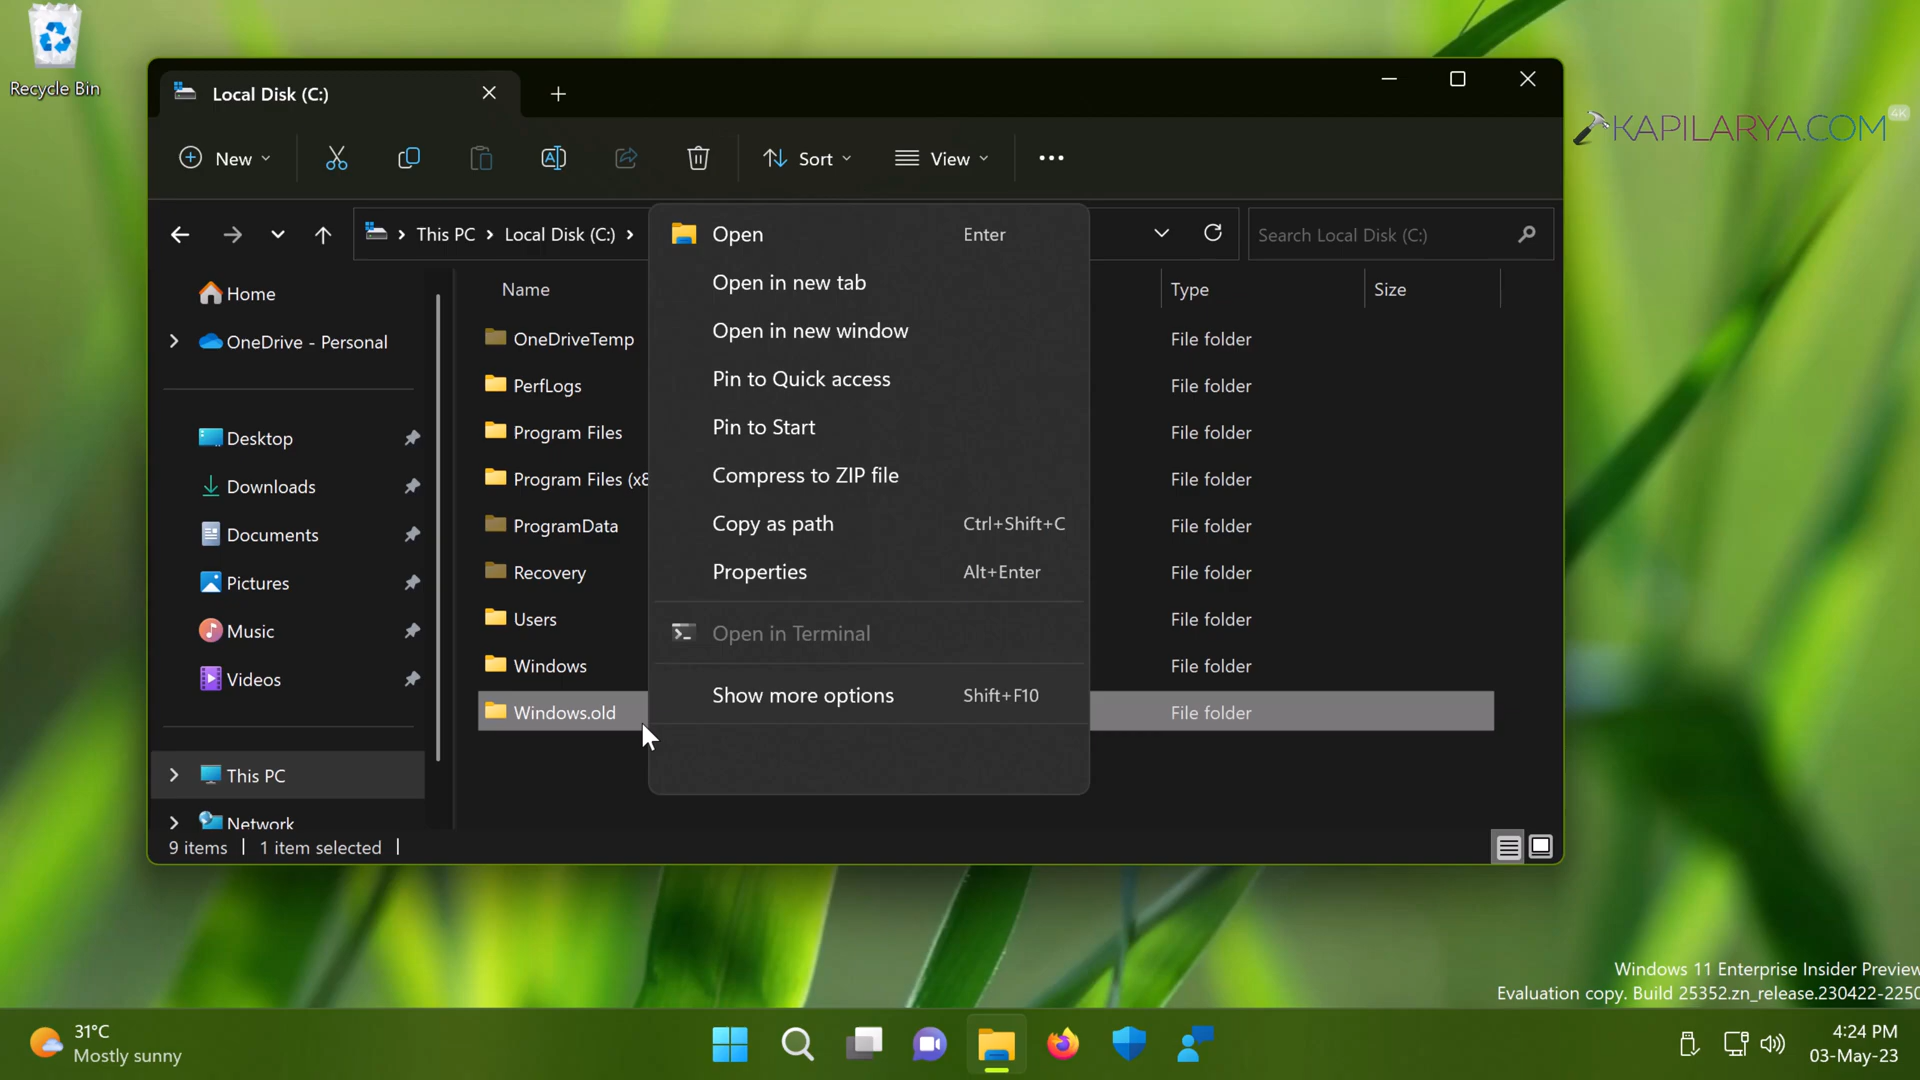 Recycle Bin
Local Disk (C:)
KAPILARYA.COM
4K
New
Sort
View
This PC
Local Disk (C:)
Search Local Disk (C:)
Home
OneDrive - Personal
Desktop
Downloads
Documents
Pictures
Music
Videos
This PC
Network
Name
Type
Size
OneDriveTemp
File folder
PerfLogs
File folder
Program Files
File folder
Program Files (x8
File folder
ProgramData
File folder
Recovery
File folder
Users
File folder
Windows
File folder
Windows.old
File folder
Open Enter
Open in new tab
Open in new window
Pin to Quick access
Pin to Start
Compress to ZIP file
Copy as path Ctrl+Shift+C
Properties Alt+Enter
Open in Terminal
Show more options Shift+F10
9 items
1 item selected
Windows 11 Enterprise Insider Preview
Evaluation copy. Build 25352.zn_release.230422-2250
31°C
Mostly sunny
4:24 PM
03-May-23